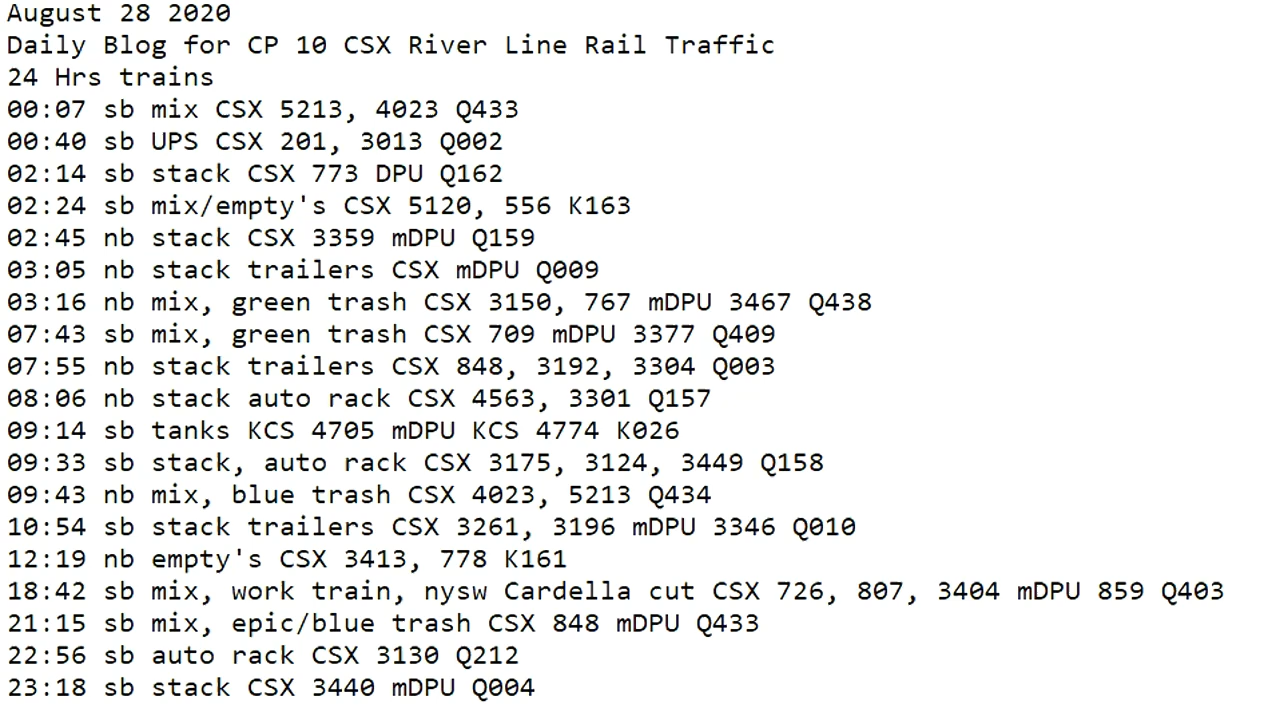 August 28 2020
Daily Blog for CP 10 CSX River Line Rail Traffic
24 Hrs trains
00:07 sb mix CSX 5213, 4023 Q433
00:40 sb UPS CSX 201, 3013 Q002
02:14 sb stack CSX 773 DPU Q162
02:24 sb mix/empty's CSX 5120, 556 K163
02:45 nb stack CSX 3359 mDPU Q159
03:05 nb stack trailers CSX mDPU Q009
03:16 nb mix, green trash CSX 3150, 767 mDPU 3467 Q438
07:43 sb mix, green trash CSX 709 mDPU 3377 Q409
07:55 nb stack trailers CSX 848, 3192, 3304 Q003
08:06 nb stack auto rack CSX 4563, 3301 Q157
09:14 sb tanks KCS 4705 mDPU KCS 4774 K026
09:33 sb stack, auto rack CSX 3175, 3124, 3449 Q158
09:43 nb mix, blue trash CSX 4023, 5213 Q434
10:54 sb stack trailers CSX 3261, 3196 mDPU 3346 Q010
12:19 nb empty's CSX 3413, 778 K161
18:42 sb mix, work train, nysw Cardella cut CSX 726, 807, 3404 mDPU 859 Q403
21:15 sb mix, epic/blue trash CSX 848 mDPU Q433
22:56 sb auto rack CSX 3130 Q212
23:18 sb stack CSX 3440 mDPU Q004